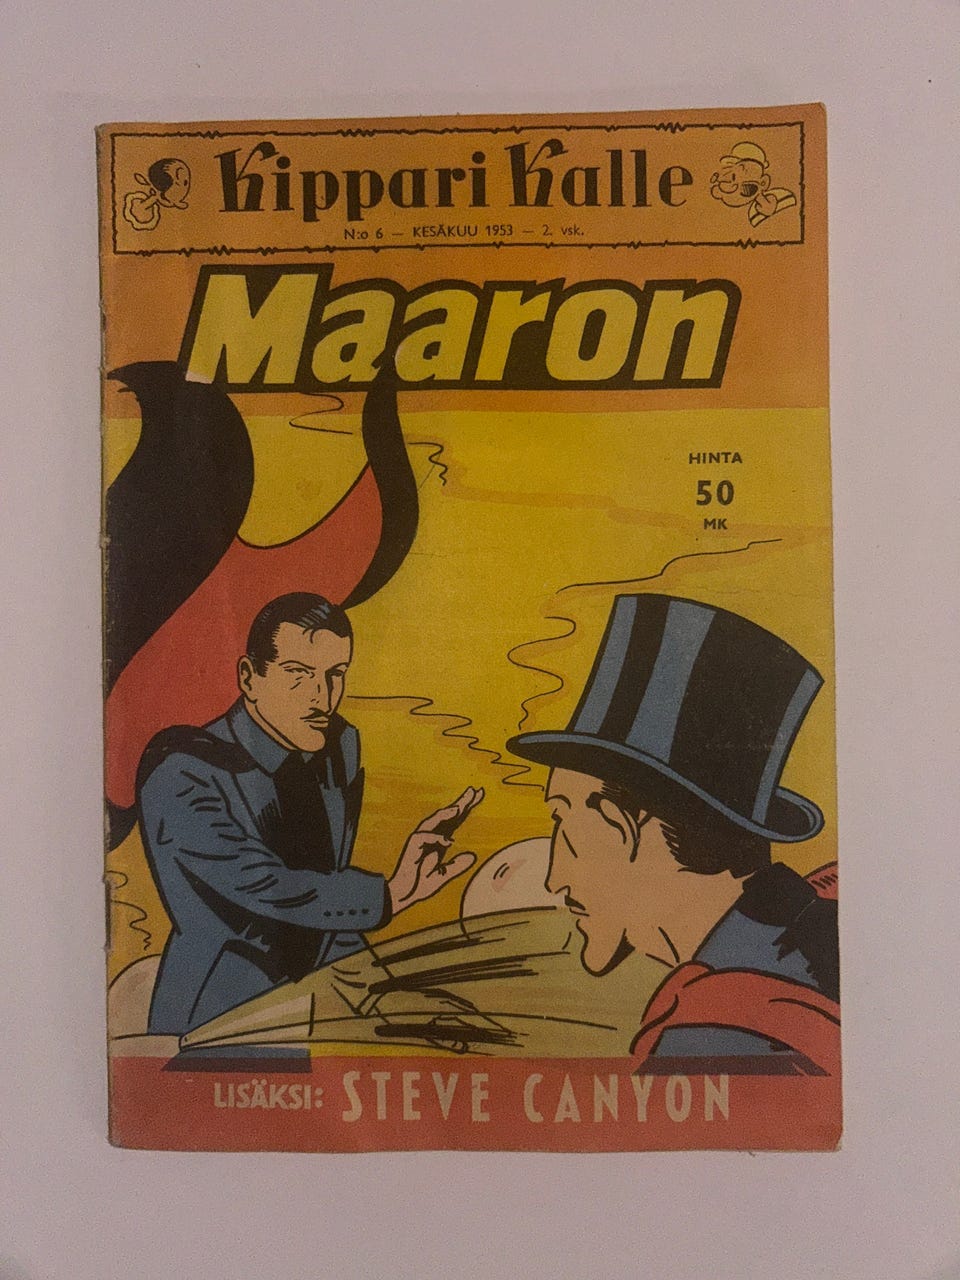 Kippari Kalle
N:o 6 — KESÄKUU 1953 — 2. vsk.
Maaron
HINTA
50
MK
LISÄKSI: STEVE CANYON